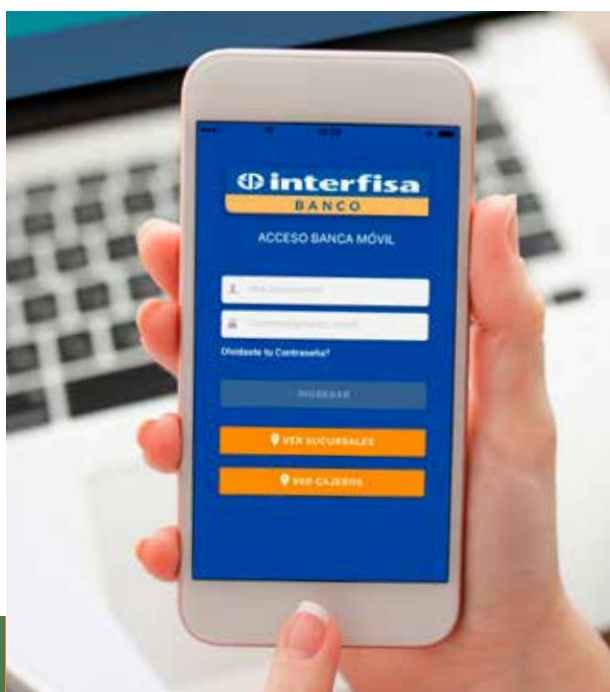 interfisa
BANCO
ACCESO BANCA MÓVIL
Olvidaste tu Contraseña?
INGRESAR
VER SUCURSALES
VER CAJEROS